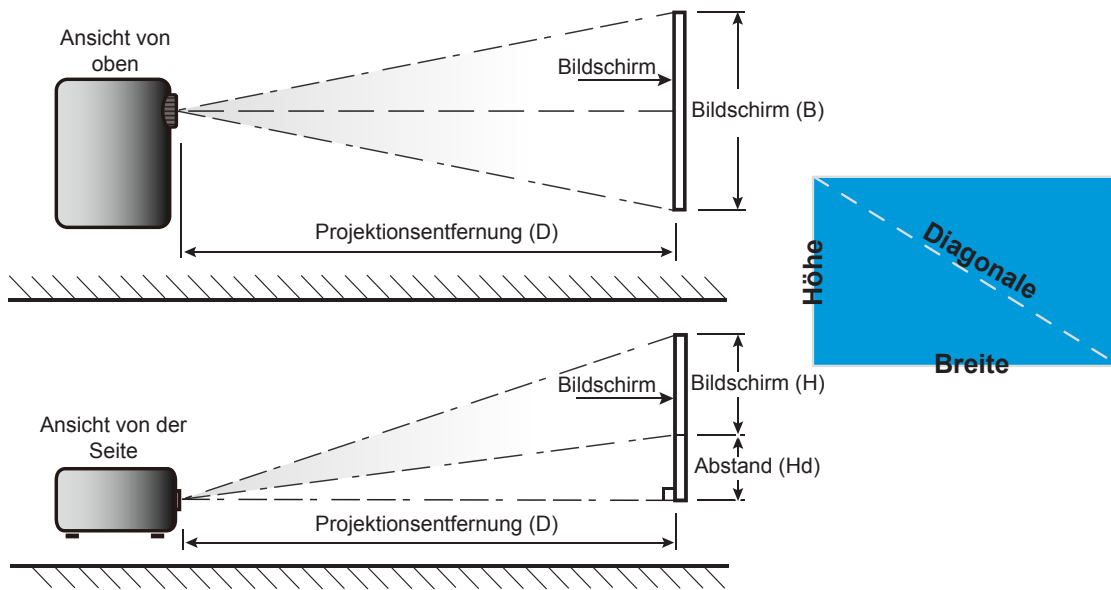 Ansicht von
oben
Bildschirm
Bildschirm (B)
Projektionsentfernung (D)
Höhe
Diagonale
Breite
Ansicht von der
Seite
Bildschirm
Bildschirm (H)
Abstand (Hd)
Projektionsentfernung (D)